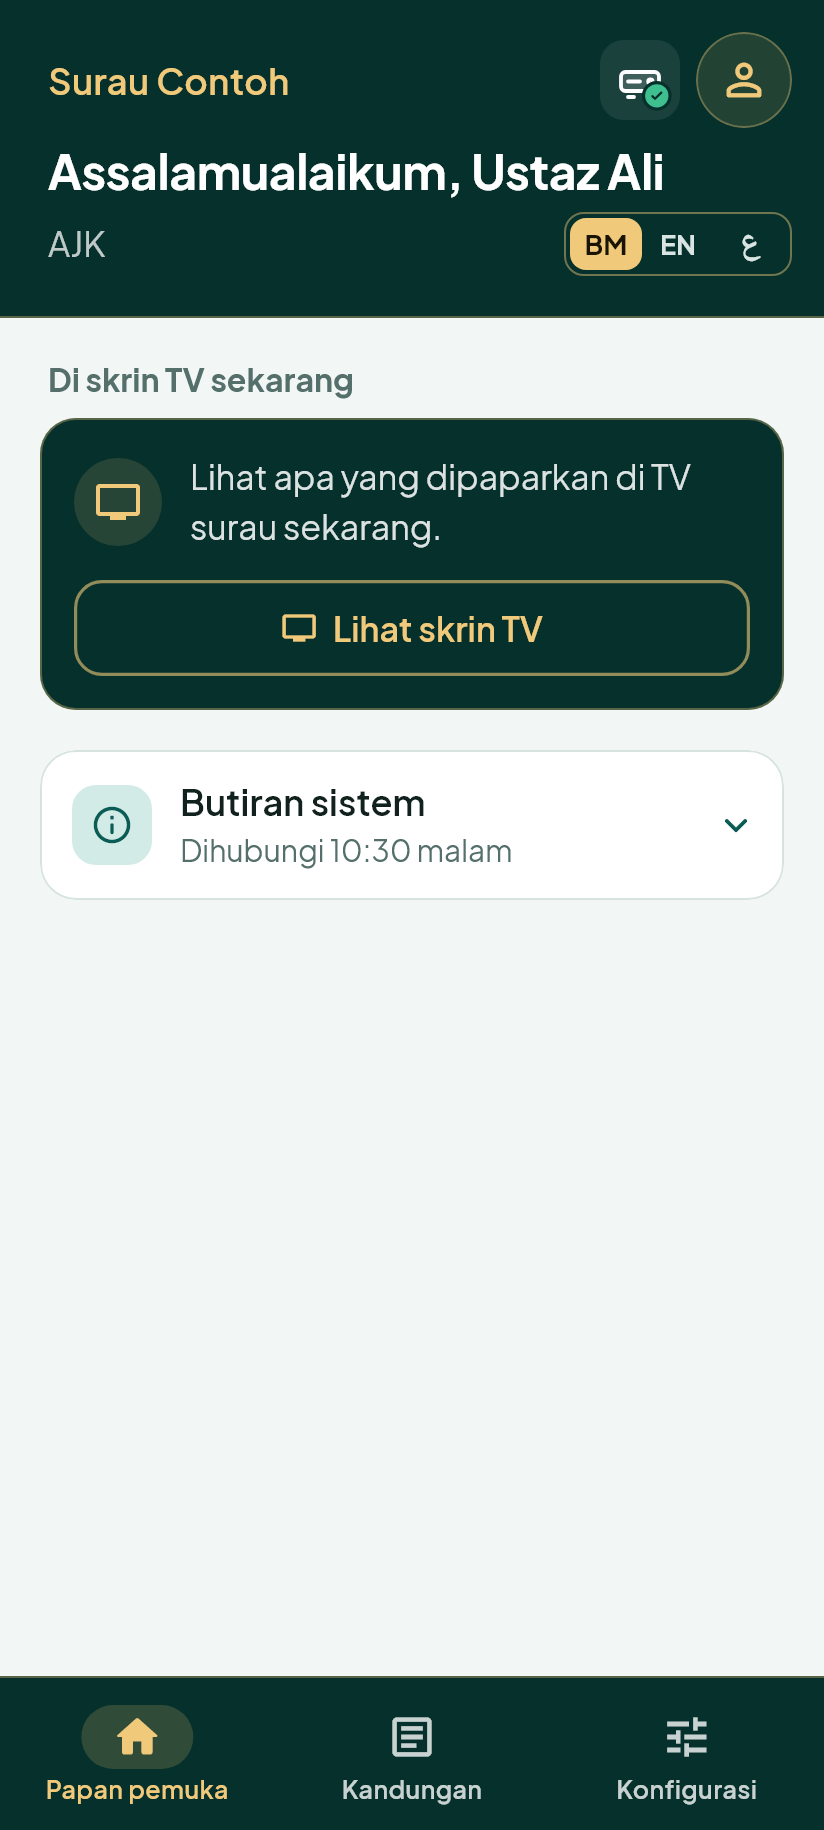 Surau Contoh
Assalamualaikum, Ustaz Ali
AJK
BM EN ع
Di skrin TV sekarang
Lihat apa yang dipaparkan di TV
surau sekarang.
Lihat skrin TV
Butiran sistem
Dihubungi 10:30 malam
Papan pemuka
Kandungan
Konfigurasi